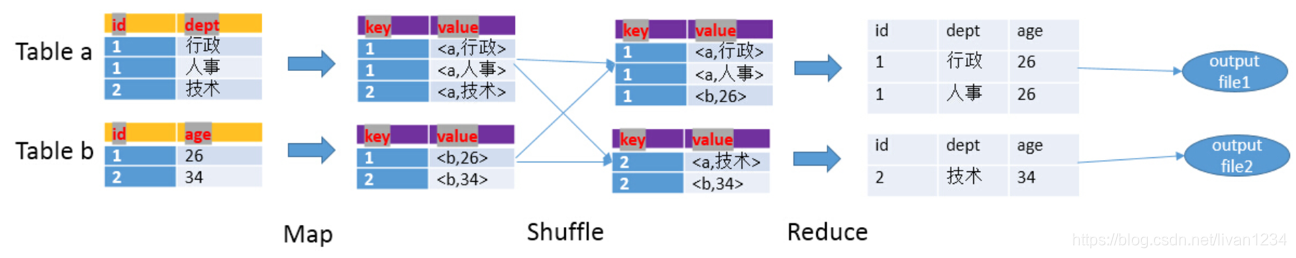 Table a
id dept
1 行政
1 人事
2 技术
key value
1 <a,行政>
1 <a,人事>
2 <a,技术>
key value
1 <a,行政>
1 <a,人事>
1 <b,26>
id dept age
1 行政 26
1 人事 26
output
file1
Table b
id age
1 26
2 34
key value
1 <b,26>
2 <b,34>
key value
2 <a,技术>
2 <b,34>
id dept age
2 技术 34
output
file2
Map
Shuffle
Reduce
https://blog.csdn.net/livan1234